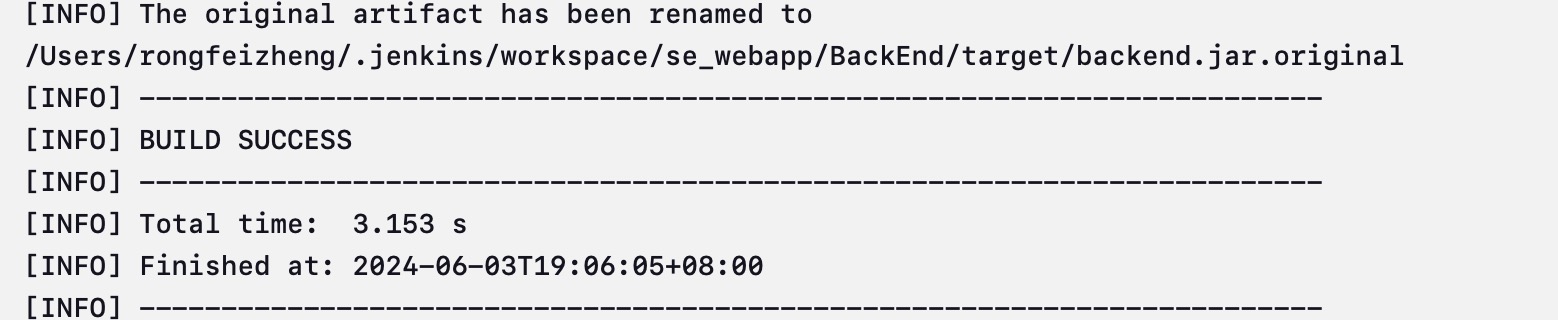 [INFO] The original artifact has been renamed to
/Users/rongfeizheng/.jenkins/workspace/se_webapp/BackEnd/target/backend.jar.original
[INFO] ------------------------------------------------------------------------
[INFO] BUILD SUCCESS
[INFO] ------------------------------------------------------------------------
[INFO] Total time:  3.153 s
[INFO] Finished at: 2024-06-03T19:06:05+08:00
[INFO] ------------------------------------------------------------------------